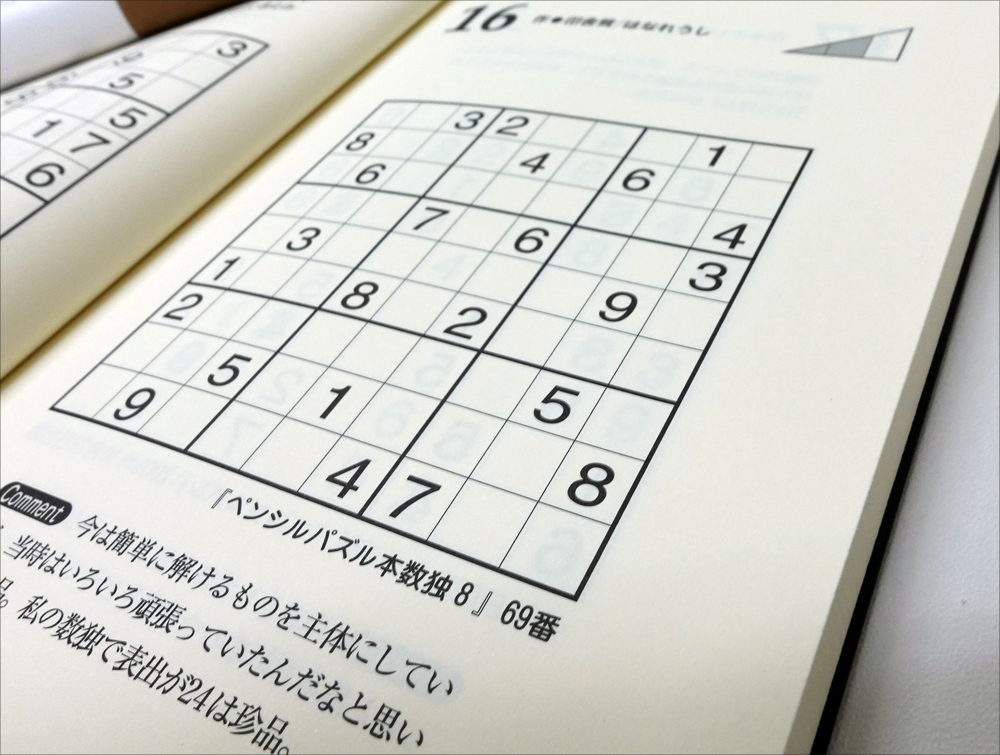 3
5
1 5
7
6
16 作● はなれうし
3 2 1
8 4 6
6 4
7 6 3
3 9
1 8 2
2 5
5 1 8
9 4 7
『ペンシルパズル本数独8』69番
Comment 今は簡単に解けるものを主体にしてい
当時はいろいろ頑張っていたんだなと思い
品。私の数独で表出が24は珍品。